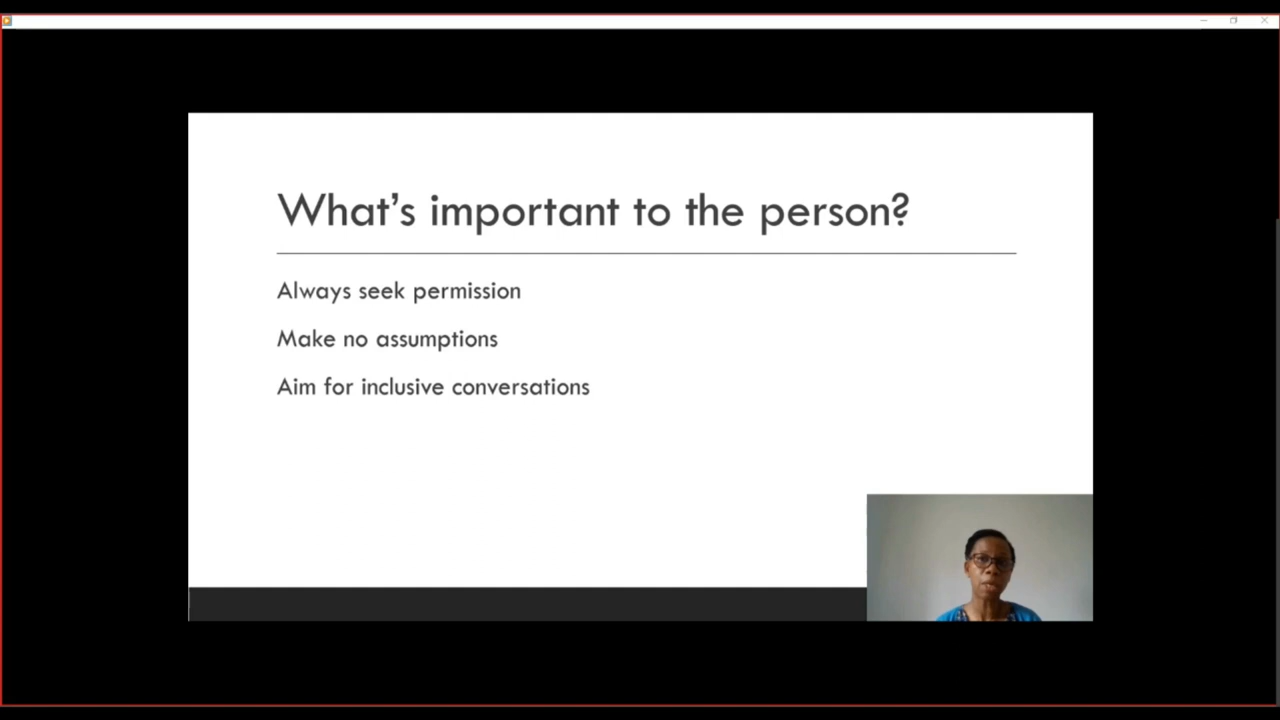 What's important to the person?
Always seek permission
Make no assumptions
Aim for inclusive conversations